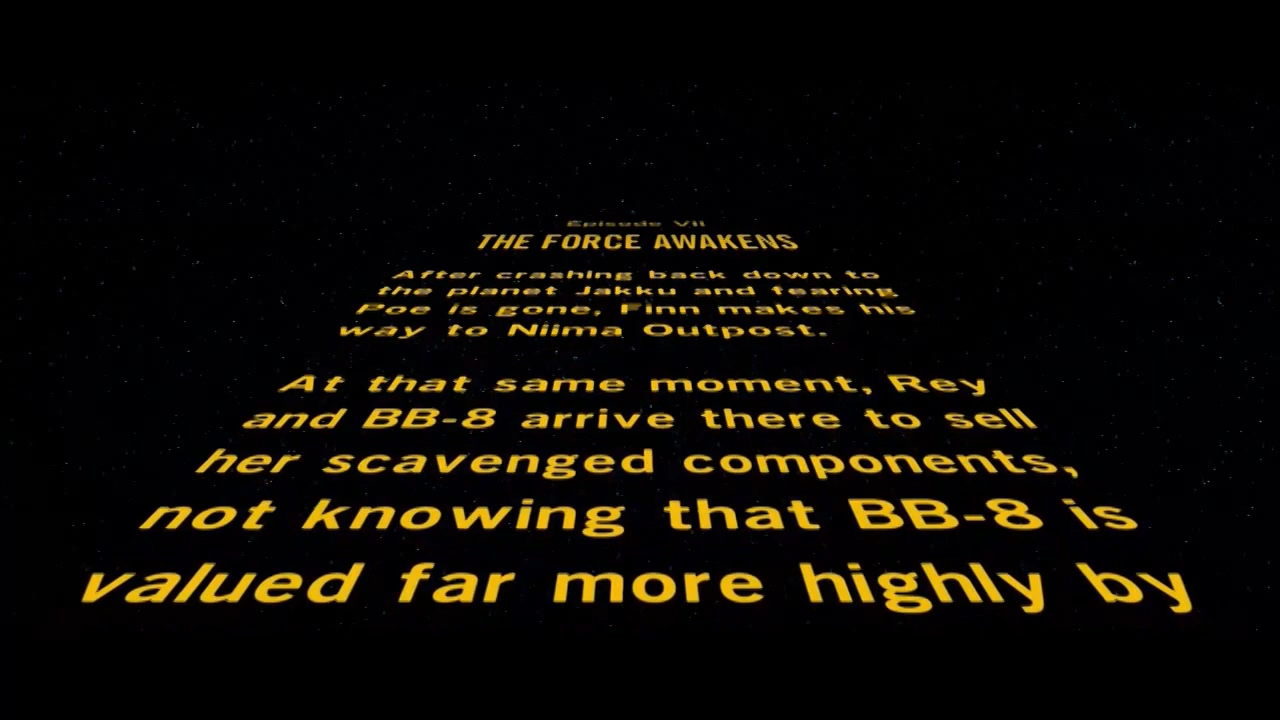 Episode VII
THE FORCE AWAKENS
After crashing back down to
the planet Jakku and fearing
Poe is gone, Finn makes his
way to Niima Outpost.
At that same moment, Rey
and BB-8 arrive there to sell
her scavenged components,
not knowing that BB-8 is
valued far more highly by